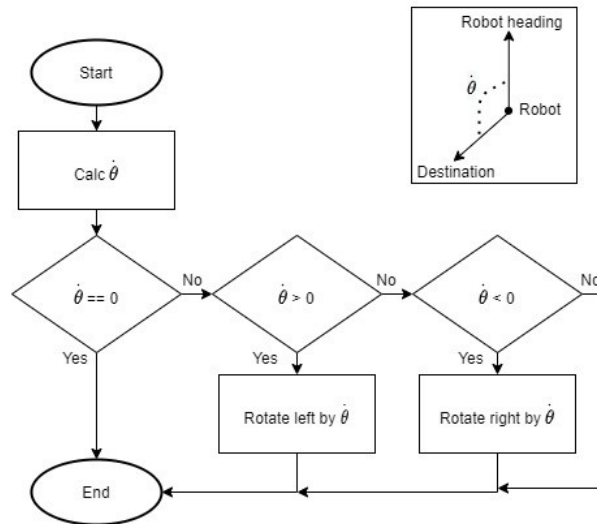 Robot heading
Start
θ̇
Robot
Calc θ̇
Destination
No
No
No
θ̇ == 0
θ̇ > 0
θ̇ < 0
Yes
Yes
Yes
Rotate left by θ̇
Rotate right by θ̇
End